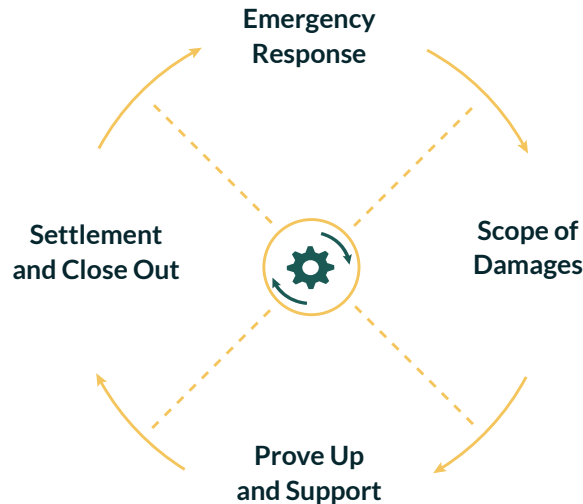 Emergency
Response
Scope of
Damages
Prove Up
and Support
Settlement
and Close Out